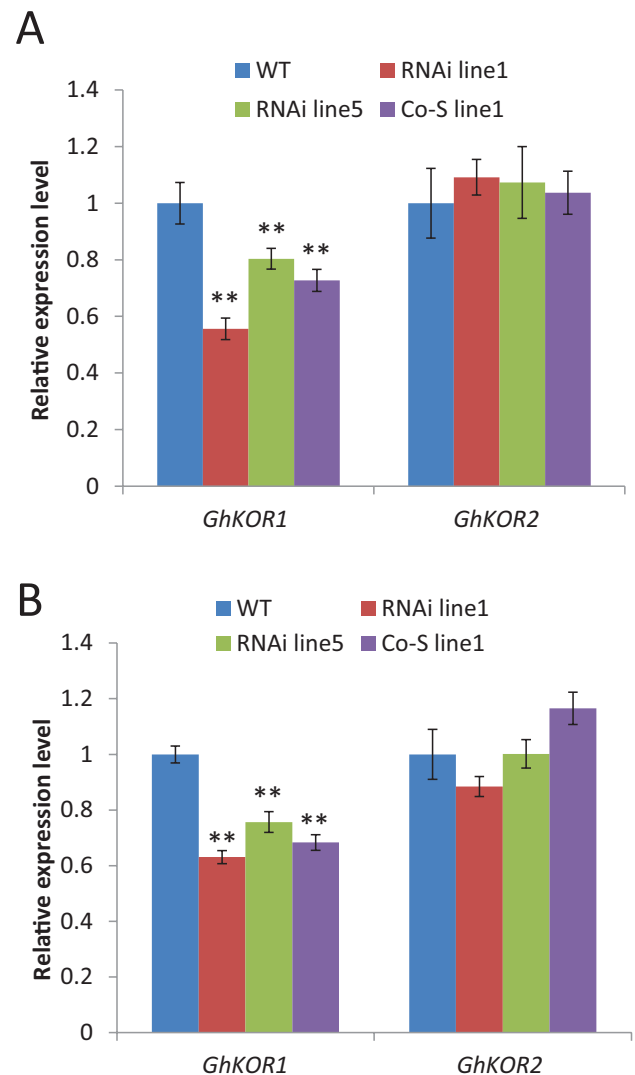 A
WT RNAi line1
RNAi line5 Co-S line1
1.4
1.2
1
0.8
0.6
0.4
0.2
0
Relative expression level
** ** **
GhKOR1 GhKOR2
B
WT RNAi line1
RNAi line5 Co-S line1
1.4
1.2
1
0.8
0.6
0.4
0.2
0
Relative expression level
** ** **
GhKOR1 GhKOR2